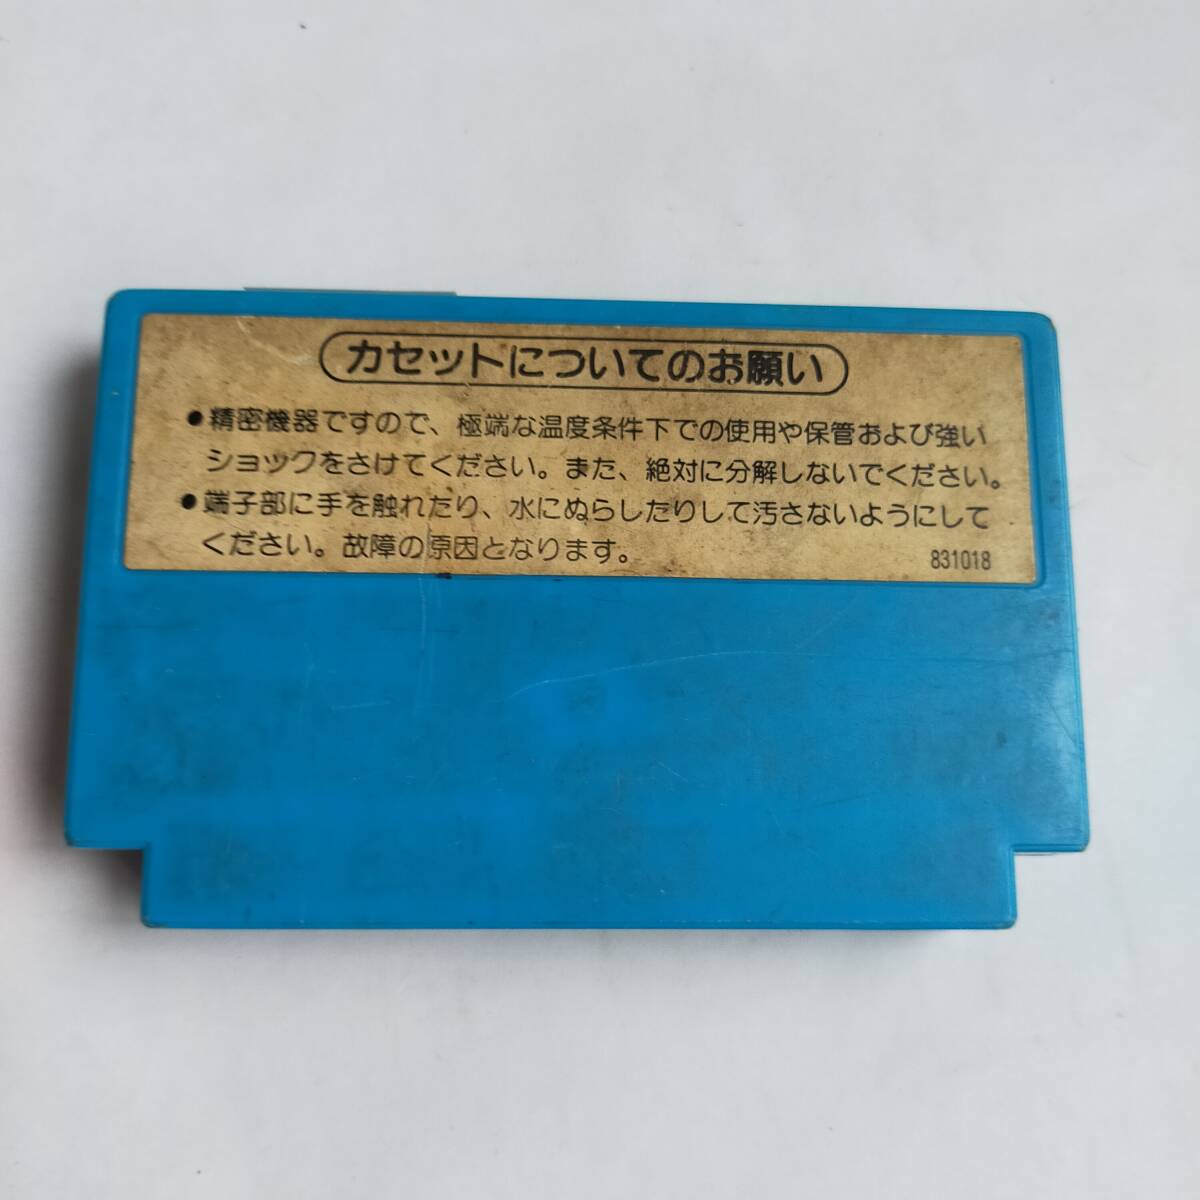 カセットについてのお願い
●精密機器ですので、極端な温度条件下での使用や保管および強い
ショックをさけてください。また、絶対に分解しないでください。
●端子部に手を触れたり、水にぬらしたりして汚さないようにして
ください。故障の原因となります。
831018